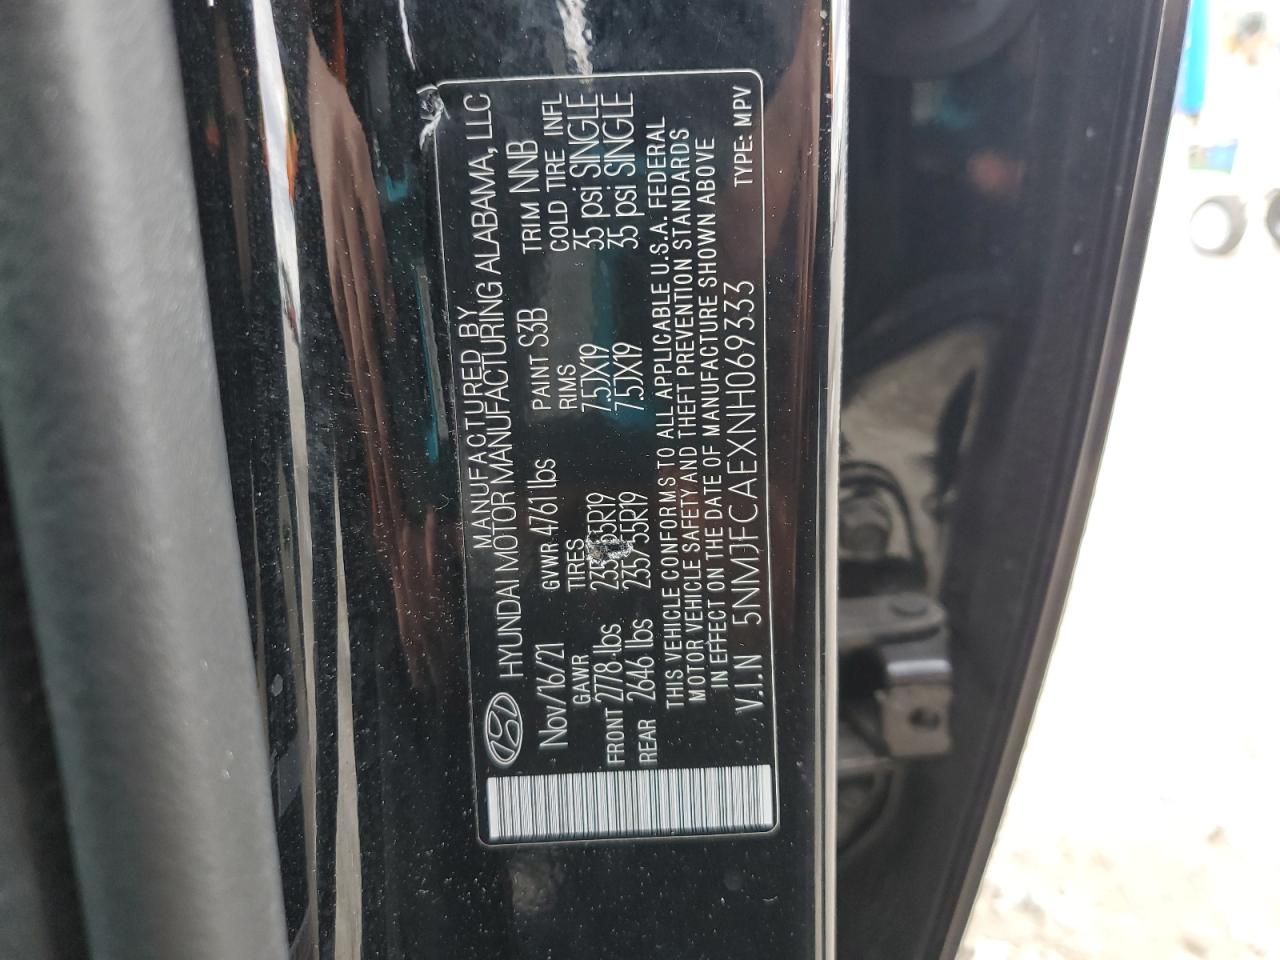 MANUFACTURED BY
HYUNDAI MOTOR MANUFACTURING ALABAMA, LLC
Nov/16/21 GVWR 4761 lbs PAINT S3B TRIM NNB
GAWR TIRES RIMS COLD TIRE INFL
FRONT 2778 lbs 235/55R19 7.5JX19 35 psi SINGLE
REAR 2646 lbs 235/55R19 7.5JX19 35 psi SINGLE
THIS VEHICLE CONFORMS TO ALL APPLICABLE U.S.A. FEDERAL
MOTOR VEHICLE SAFETY AND THEFT PREVENTION STANDARDS
IN EFFECT ON THE DATE OF MANUFACTURE SHOWN ABOVE
V.I.N 5NMJFCAEXNH069333 TYPE: MPV